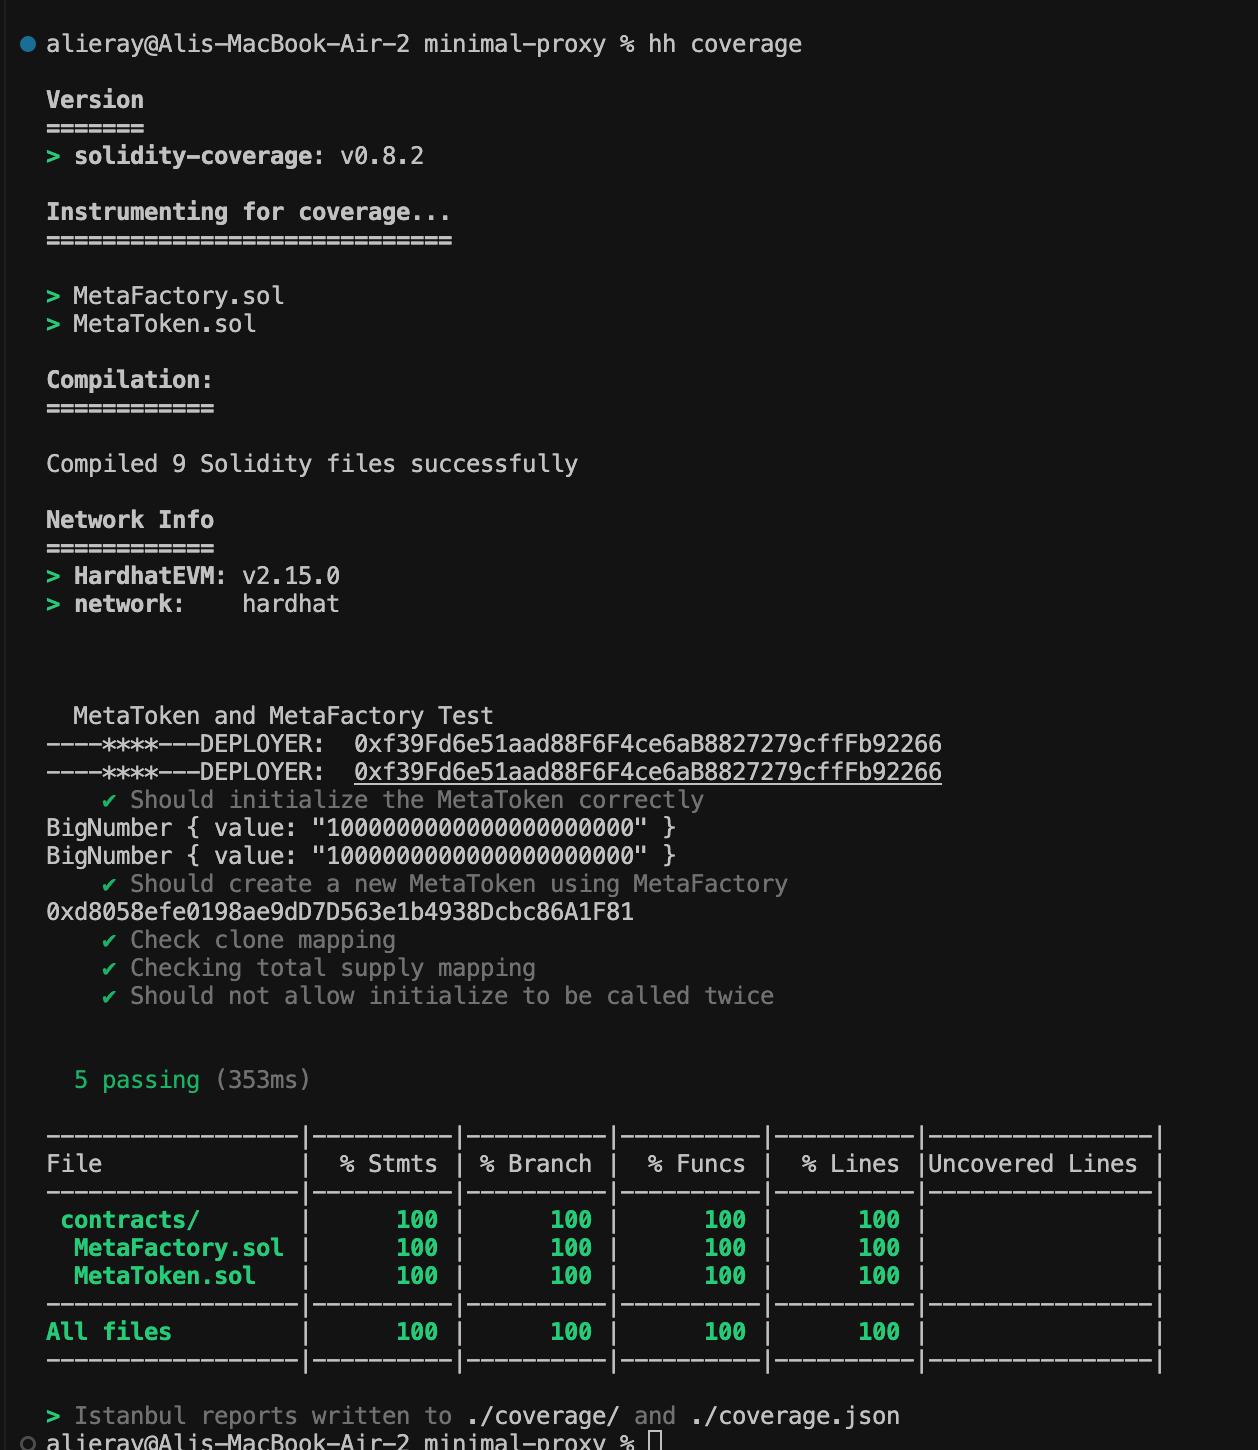 alieray@Alis-MacBook-Air-2 minimal-proxy % hh coverage
Version
=======
> solidity-coverage: v0.8.2
Instrumenting for coverage...
=============================
> MetaFactory.sol
> MetaToken.sol
Compilation:
============
Compiled 9 Solidity files successfully
Network Info
============
> HardhatEVM: v2.15.0
> network:    hardhat
MetaToken and MetaFactory Test
----****---DEPLOYER:  0xf39Fd6e51aad88F6F4ce6aB8827279cffFb92266
----****---DEPLOYER:  0xf39Fd6e51aad88F6F4ce6aB8827279cffFb92266
✔ Should initialize the MetaToken correctly
BigNumber { value: "1000000000000000000000" }
BigNumber { value: "1000000000000000000000" }
✔ Should create a new MetaToken using MetaFactory
0xd8058efe0198ae9dD7D563e1b4938Dcbc86A1F81
✔ Check clone mapping
✔ Checking total supply mapping
✔ Should not allow initialize to be called twice
5 passing (353ms)
------------------|----------|----------|----------|----------|----------------|
File              |  % Stmts | % Branch |  % Funcs |  % Lines |Uncovered Lines |
------------------|----------|----------|----------|----------|----------------|
 contracts/       |      100 |      100 |      100 |      100 |                |
  MetaFactory.sol |      100 |      100 |      100 |      100 |                |
  MetaToken.sol   |      100 |      100 |      100 |      100 |                |
------------------|----------|----------|----------|----------|----------------|
All files         |      100 |      100 |      100 |      100 |                |
------------------|----------|----------|----------|----------|----------------|
> Istanbul reports written to ./coverage/ and ./coverage.json
alieray@Alis-MacBook-Air-2 minimal-proxy %